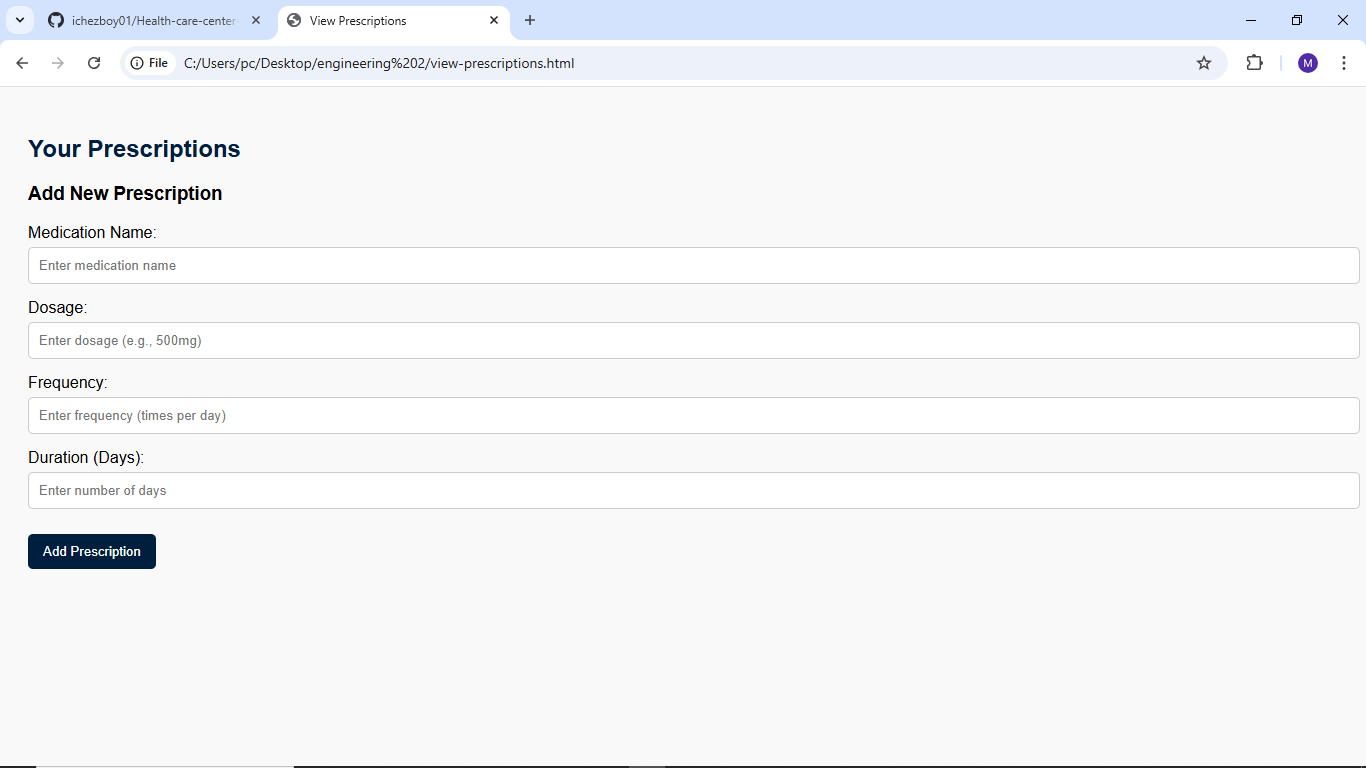 ichezboy01/Health-care-center-
View Prescriptions
File
C:/Users/pc/Desktop/engineering%202/view-prescriptions.html
M
Your Prescriptions
Add New Prescription
Medication Name:
Enter medication name
Dosage:
Enter dosage (e.g., 500mg)
Frequency:
Enter frequency (times per day)
Duration (Days):
Enter number of days
Add Prescription